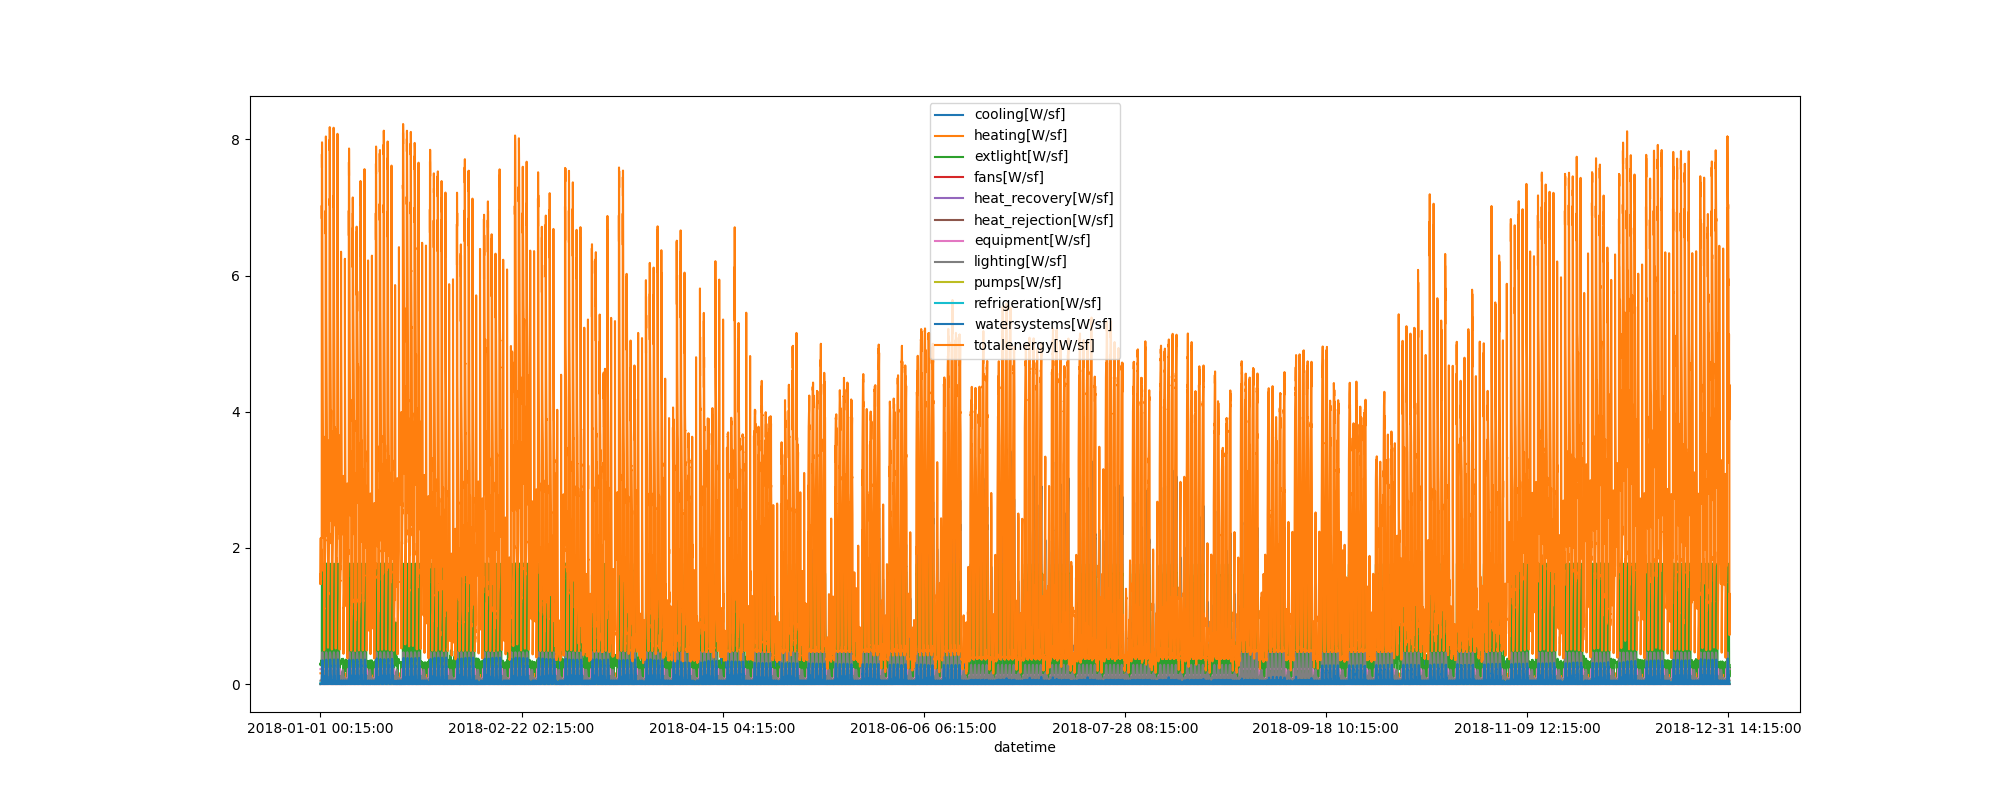 cooling[W/sf]
heating[W/sf]
extlight[W/sf]
fans[W/sf]
heat_recovery[W/sf]
heat_rejection[W/sf]
equipment[W/sf]
lighting[W/sf]
pumps[W/sf]
refrigeration[W/sf]
watersystems[W/sf]
totalenergy[W/sf]
8
6
4
2
0
2018-01-01 00:15:00 2018-02-22 02:15:00 2018-04-15 04:15:00 2018-06-06 06:15:00 2018-07-28 08:15:00 2018-09-18 10:15:00 2018-11-09 12:15:00 2018-12-31 14:15:00
datetime